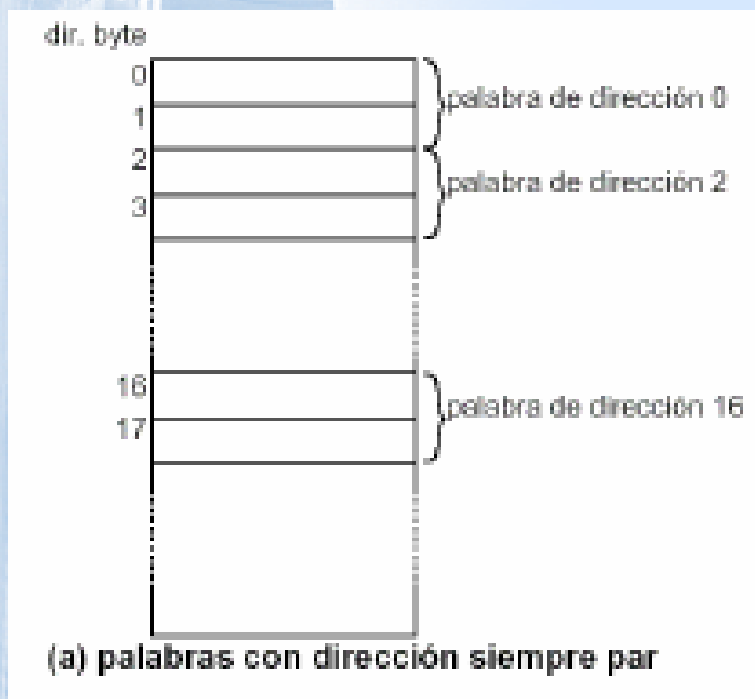 dir. byte
0
palabra de dirección 0
1
2
palabra de dirección 2
3
16
palabra de dirección 16
17
(a) palabras con dirección siempre par